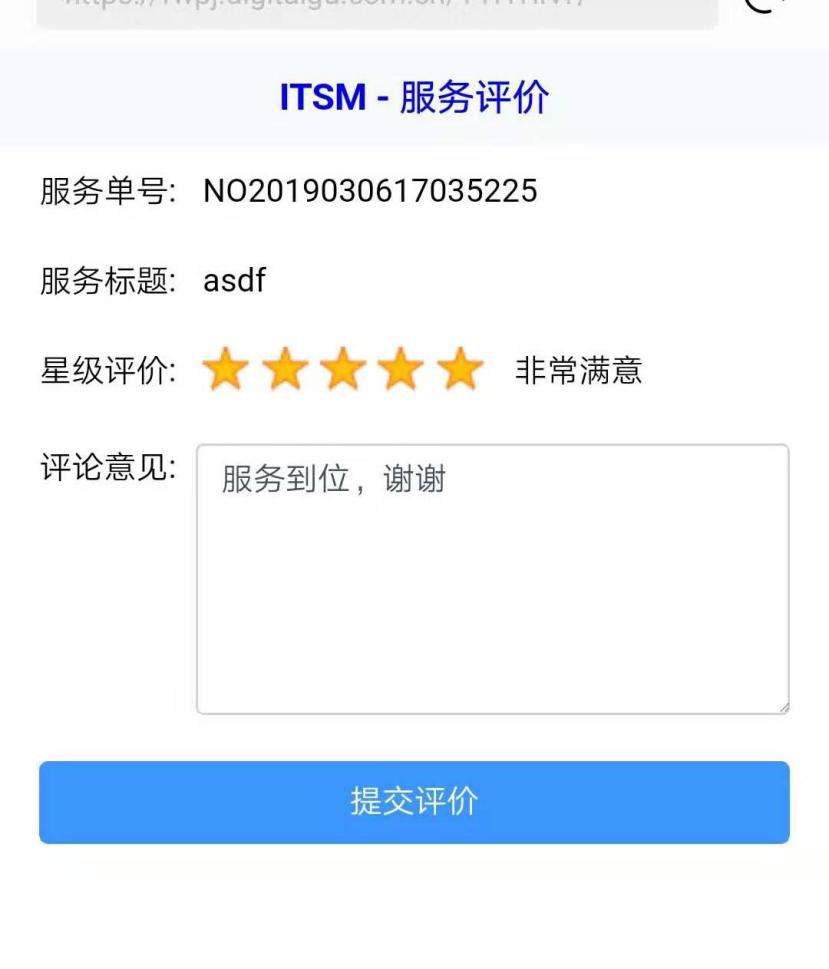 ITSM - 服务评价
服务单号: NO2019030617035225
服务标题: asdf
星级评价: 非常满意
评论意见: 服务到位，谢谢
提交评价